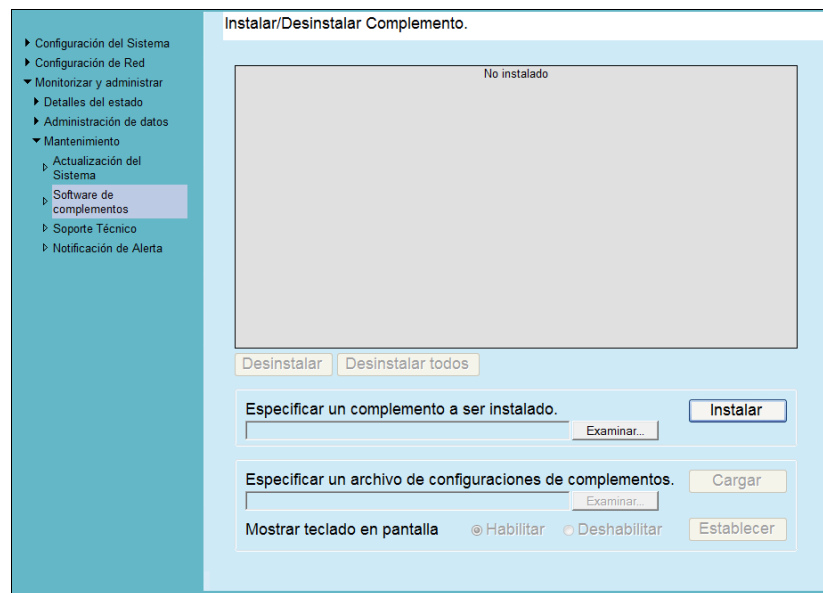 Instalar/Desinstalar Complemento.
Configuración del Sistema
Configuración de Red
Monitorizar y administrar
Detalles del estado
Administración de datos
Mantenimiento
Actualización del
Sistema
Software de
complementos
Soporte Técnico
Notificación de Alerta
No instalado
Desinstalar
Desinstalar todos
Especificar un complemento a ser instalado.
Instalar
Examinar...
Especificar un archivo de configuraciones de complementos.
Cargar
Examinar...
Mostrar teclado en pantalla
Habilitar
Deshabilitar
Establecer